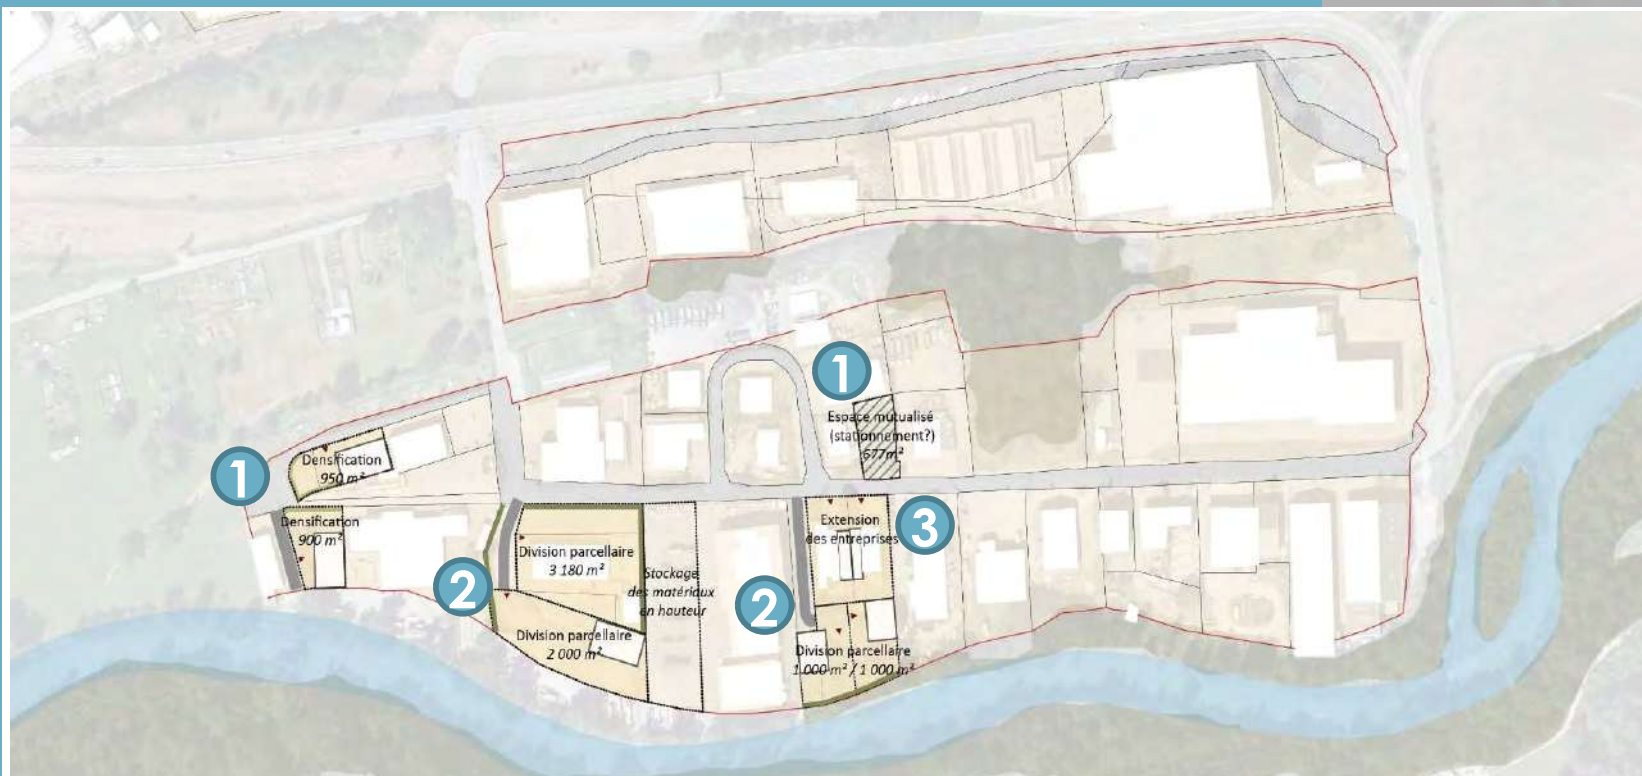 1
Espace mutualisé
(stationnement?)
677m²
1
Densification
950 m²
Densification
900 m²
2
Division parcellaire
3 180 m²
Stockage
des matériaux
en hauteur
Division parcellaire
2 000 m²
2
Extension
des entreprises
3
Division parcellaire
1 000 m² / 1 000 m²